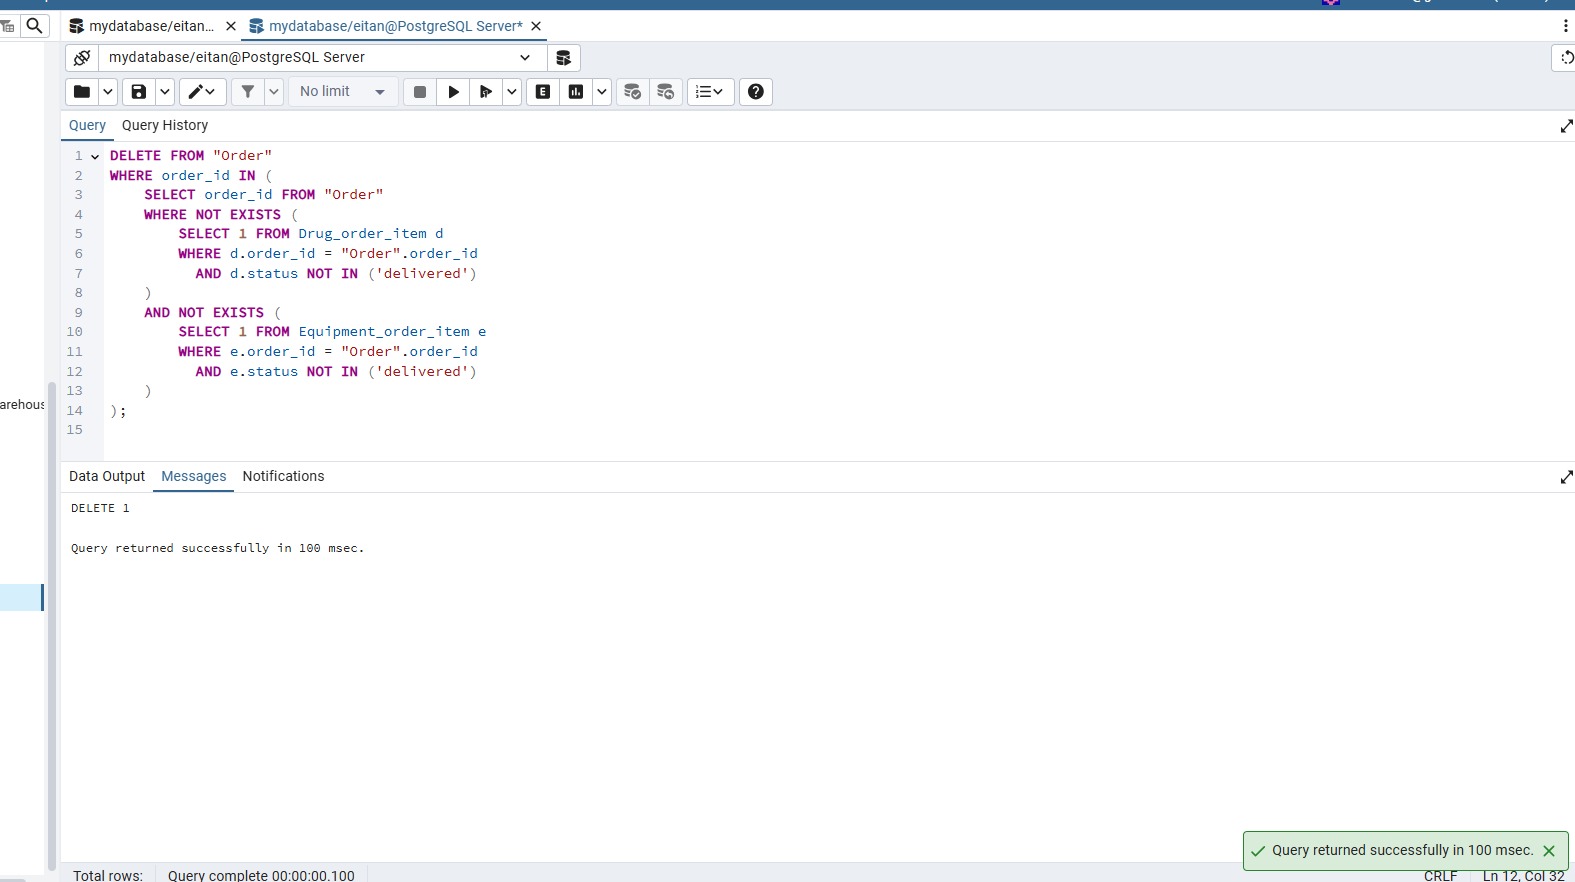 mydatabase/eitan...
mydatabase/eitan@PostgreSQL Server*
mydatabase/eitan@PostgreSQL Server
No limit
E
Query Query History
1 DELETE FROM "Order"
2 WHERE order_id IN (
3 SELECT order_id FROM "Order"
4 WHERE NOT EXISTS (
5 SELECT 1 FROM Drug_order_item d
6 WHERE d.order_id = "Order".order_id
7 AND d.status NOT IN ('delivered')
8 )
9 AND NOT EXISTS (
10 SELECT 1 FROM Equipment_order_item e
11 WHERE e.order_id = "Order".order_id
12 AND e.status NOT IN ('delivered')
13 )
14 );
15
arehous
Data Output Messages Notifications
DELETE 1
Query returned successfully in 100 msec.
Query returned successfully in 100 msec.
Total rows: Query complete 00:00:00.100 CRLF Ln 12, Col 32